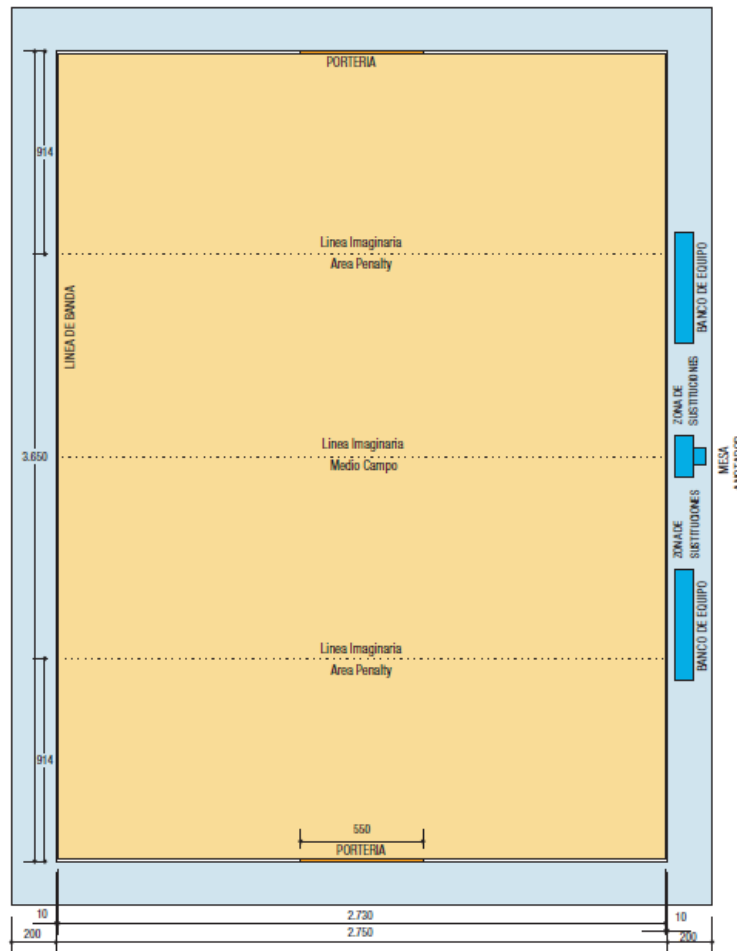 PORTERIA
914
Linea Imaginaria
Area Penalty
BANCO DE EQUIPO
LINEA DE BANDA
ZONA DE
SUSTITUCIONES
3.650
Linea Imaginaria
Medio Campo
MESA
ZONA DE
SUSTITUCIONES
BANCO DE EQUIPO
Linea Imaginaria
Area Penalty
914
550
PORTERIA
10
2.730
10
200
2.750
200